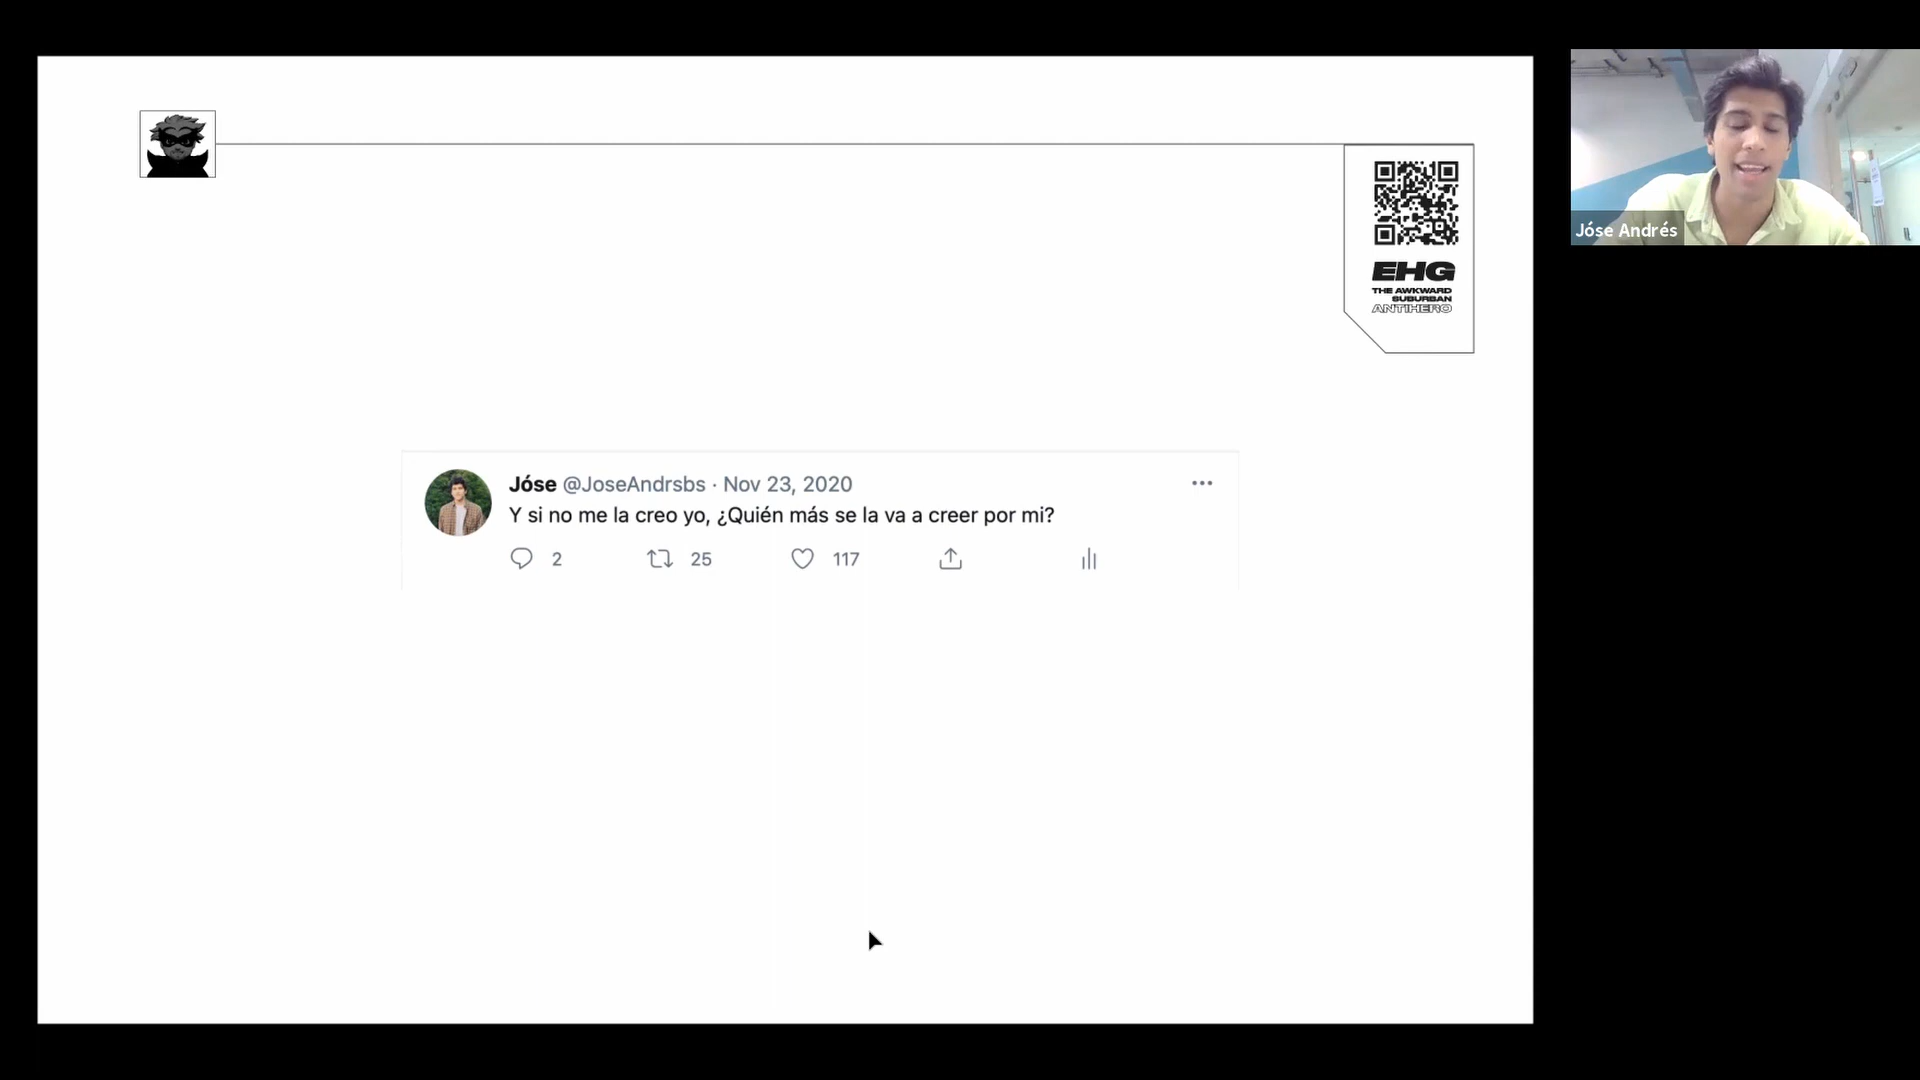 Jóse Andrés
EHG
THE AWKWARD
SUBURBAN
ANTIHERO
Jóse @JoseAndrsbs · Nov 23, 2020
Y si no me la creo yo, ¿Quién más se la va a creer por mi?
2 25 117